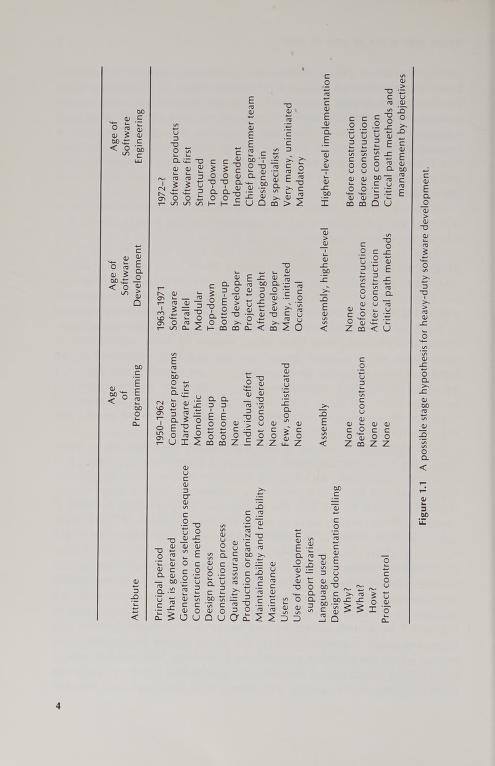 4
Age of Programming Age of Software Development Age of Software Engineering
Attribute
Principal period 1950–1962 1963–1971 1972–?
What is generated Computer programs Software Software products
Generation or selection sequence Hardware first Parallel Software first
Construction method Monolithic Modular Structured
Design process Bottom-up Top-down Top-down
Construction process Bottom-up Bottom-up Top-down
Quality assurance None By developer Independent
Production organization Individual effort Project team Chief programmer team
Maintainability and reliability Not considered Afterthought Designed-in
Maintenance None By developer By specialists
Users Few, sophisticated Many, initiated Very many, uninitiated
Use of development None Occasional Mandatory
support libraries
Language used Assembly Assembly, higher-level Higher-level implementation
Design documentation telling
Why? None None Before construction
What? Before construction Before construction Before construction
How? None After construction During construction
Project control None Critical path methods Critical path methods and
management by objectives
Figure 1.1 A possible stage hypothesis for heavy-duty software development.